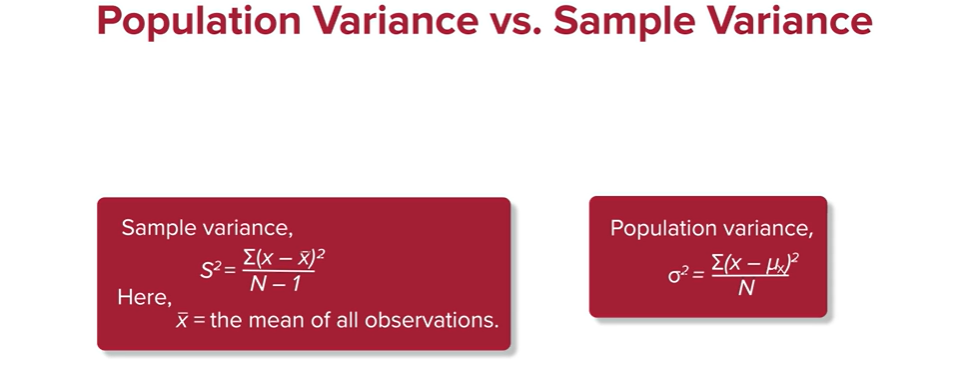 Population Variance vs. Sample Variance
Sample variance,
S² = Σ(x – x̄)² / N – 1
Here,
x̄ = the mean of all observations.
Population variance,
σ² = Σ(x – μₓ)² / N